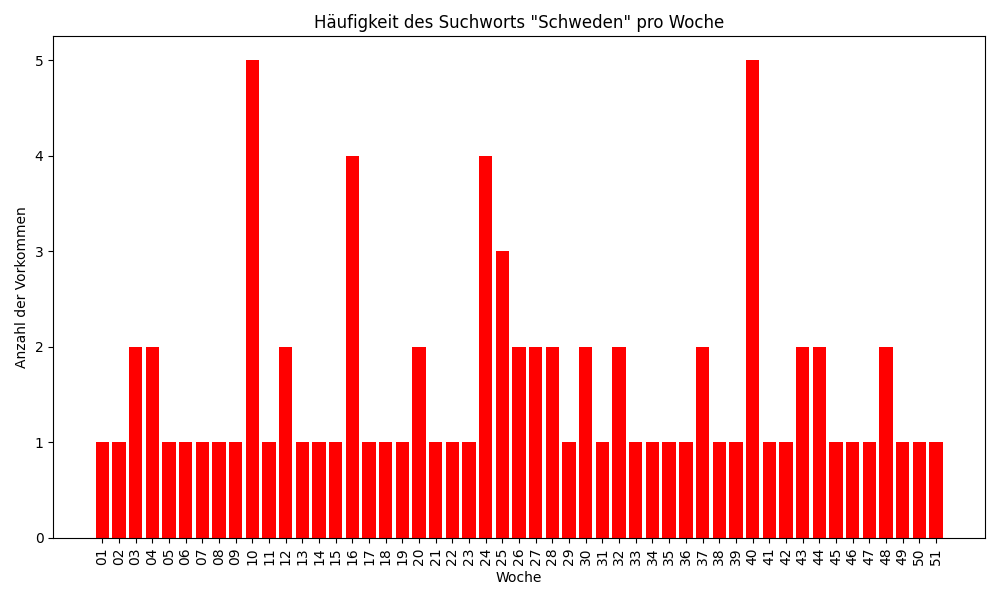 Häufigkeit des Suchworts "Schweden" pro Woche
Anzahl der Vorkommen
5
4
3
2
1
0
01 02 03 04 05 06 07 08 09 10 11 12 13 14 15 16 17 18 19 20 21 22 23 24 25 26 27 28 29 30 31 32 33 34 35 36 37 38 39 40 41 42 43 44 45 46 47 48 49 50 51
Woche